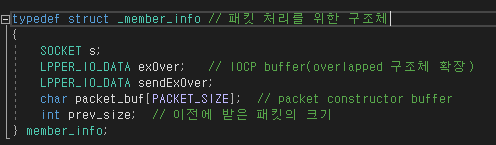 typedef struct _member_info // 패킷 처리를 위한 구조체
{
SOCKET s;
LPPER_IO_DATA exOver; // IOCP buffer(overlapped 구조체 확장)
LPPER_IO_DATA sendExOver;
char packet_buf[PACKET_SIZE]; // packet constructor buffer
int prev_size; // 이전에 받은 패킷의 크기
} member_info;